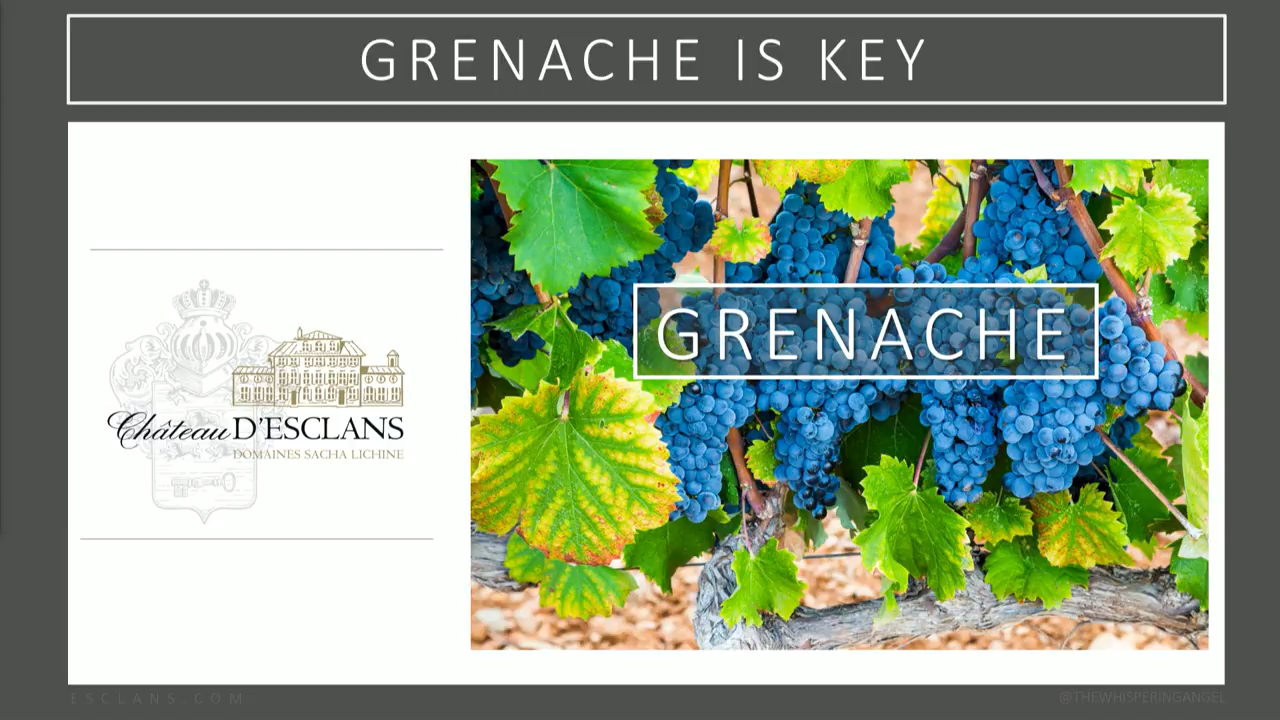 GRENACHE IS KEY
GRENACHE
Château D'ESCLANS
DOMAINES SACHA LICHINE
ESCLANS.COM
@THEWHISPERINGANGEL